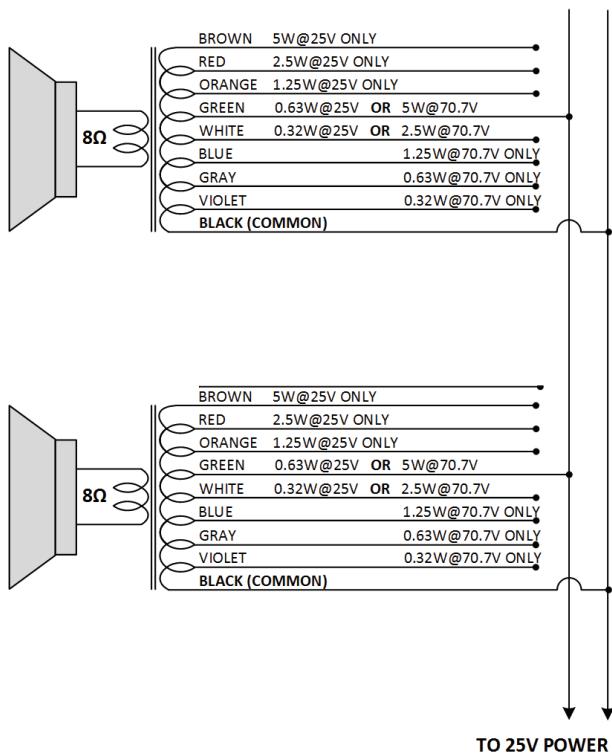 BROWN 5W@25V ONLY
RED 2.5W@25V ONLY
ORANGE 1.25W@25V ONLY
GREEN 0.63W@25V OR 5W@70.7V
8Ω
WHITE 0.32W@25V OR 2.5W@70.7V
BLUE 1.25W@70.7V ONLY
GRAY 0.63W@70.7V ONLY
VIOLET 0.32W@70.7V ONLY
BLACK (COMMON)
BROWN 5W@25V ONLY
RED 2.5W@25V ONLY
ORANGE 1.25W@25V ONLY
GREEN 0.63W@25V OR 5W@70.7V
8Ω
WHITE 0.32W@25V OR 2.5W@70.7V
BLUE 1.25W@70.7V ONLY
GRAY 0.63W@70.7V ONLY
VIOLET 0.32W@70.7V ONLY
BLACK (COMMON)
TO 25V POWER